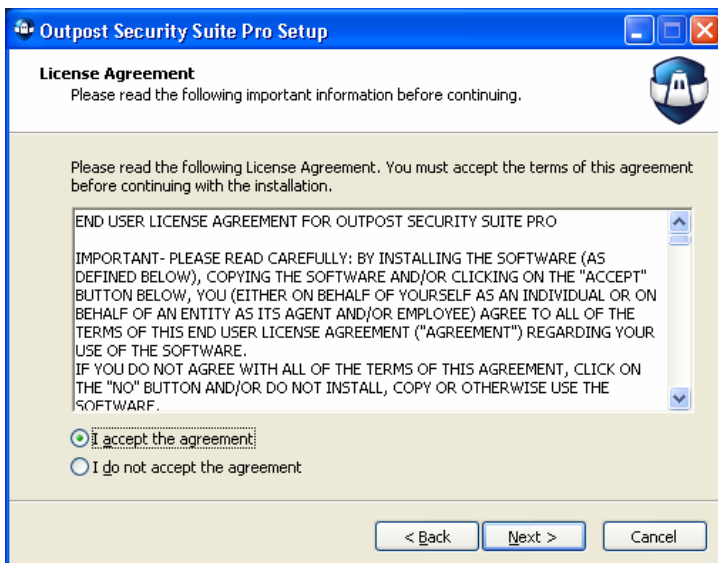 Outpost Security Suite Pro Setup
License Agreement
Please read the following important information before continuing.
Please read the following License Agreement. You must accept the terms of this agreement
before continuing with the installation.
END USER LICENSE AGREEMENT FOR OUTPOST SECURITY SUITE PRO
IMPORTANT- PLEASE READ CAREFULLY: BY INSTALLING THE SOFTWARE (AS
DEFINED BELOW), COPYING THE SOFTWARE AND/OR CLICKING ON THE "ACCEPT"
BUTTON BELOW, YOU (EITHER ON BEHALF OF YOURSELF AS AN INDIVIDUAL OR ON
BEHALF OF AN ENTITY AS ITS AGENT AND/OR EMPLOYEE) AGREE TO ALL OF THE
TERMS OF THIS END USER LICENSE AGREEMENT ("AGREEMENT") REGARDING YOUR
USE OF THE SOFTWARE.
IF YOU DO NOT AGREE WITH ALL OF THE TERMS OF THIS AGREEMENT, CLICK ON
THE "NO" BUTTON AND/OR DO NOT INSTALL, COPY OR OTHERWISE USE THE
SOFTWARE.
I accept the agreement
I do not accept the agreement
< Back Next > Cancel